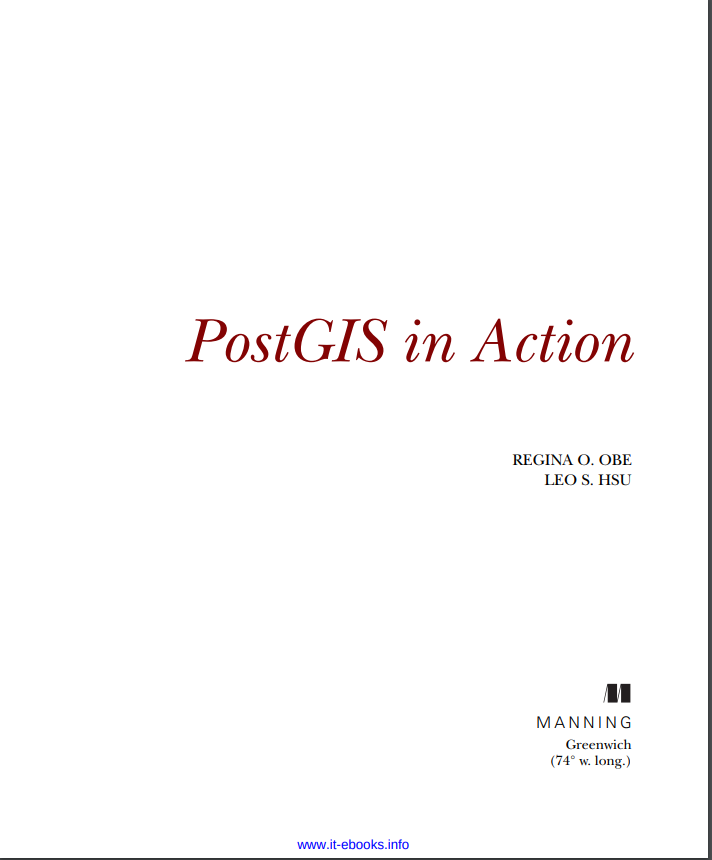 PostGIS in Action
REGINA O. OBE
LEO S. HSU
MANNING
Greenwich
(74° w. long.)
www.it-ebooks.info